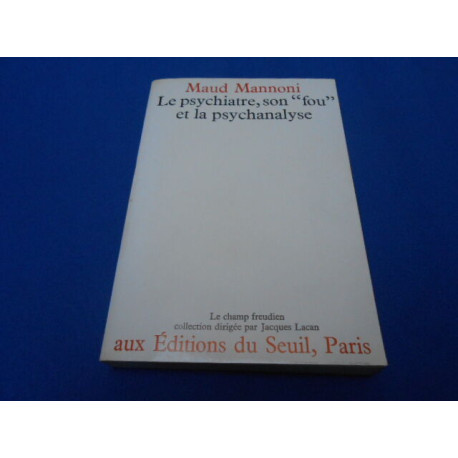 Maud Mannoni
Le psychiatre, son “fou”
et la psychanalyse
Le champ freudien
collection dirigée par Jacques Lacan
aux Éditions du Seuil, Paris